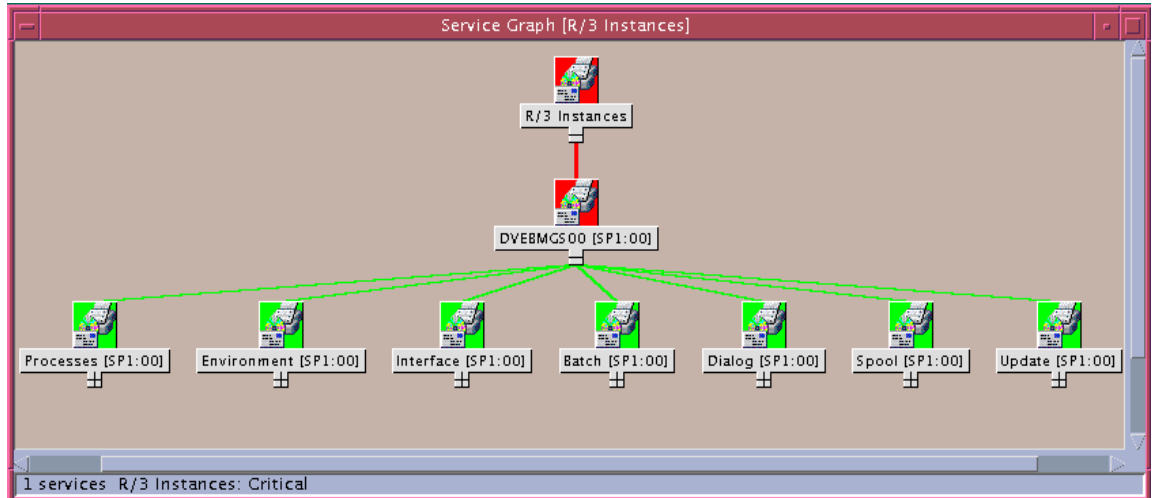 Service Graph [R/3 Instances]
R/3 Instances
DVEBMGS00 [SP1:00]
Processes [SP1:00] Environment [SP1:00] Interface [SP1:00] Batch [SP1:00] Dialog [SP1:00] Spool [SP1:00] Update [SP1:00]
1 services R/3 Instances: Critical